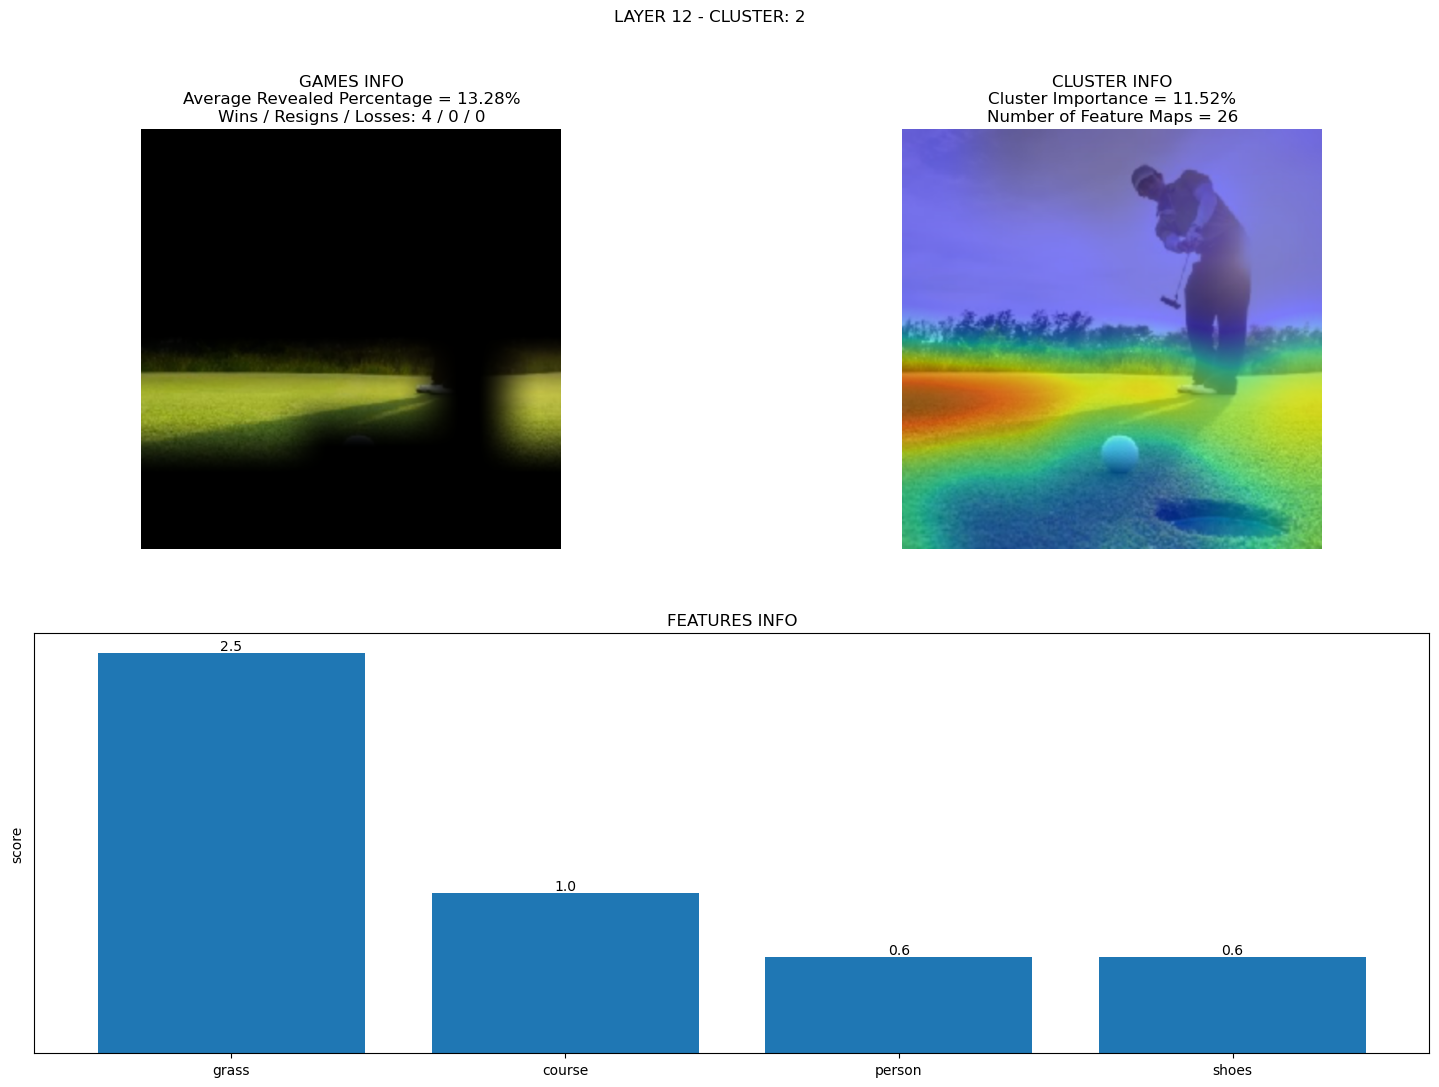 LAYER 12 - CLUSTER: 2
GAMES INFO
Average Revealed Percentage = 13.28%
Wins / Resigns / Losses: 4 / 0 / 0
CLUSTER INFO
Cluster Importance = 11.52%
Number of Feature Maps = 26
FEATURES INFO
score
2.5
1.0
0.6
0.6
grass
course
person
shoes